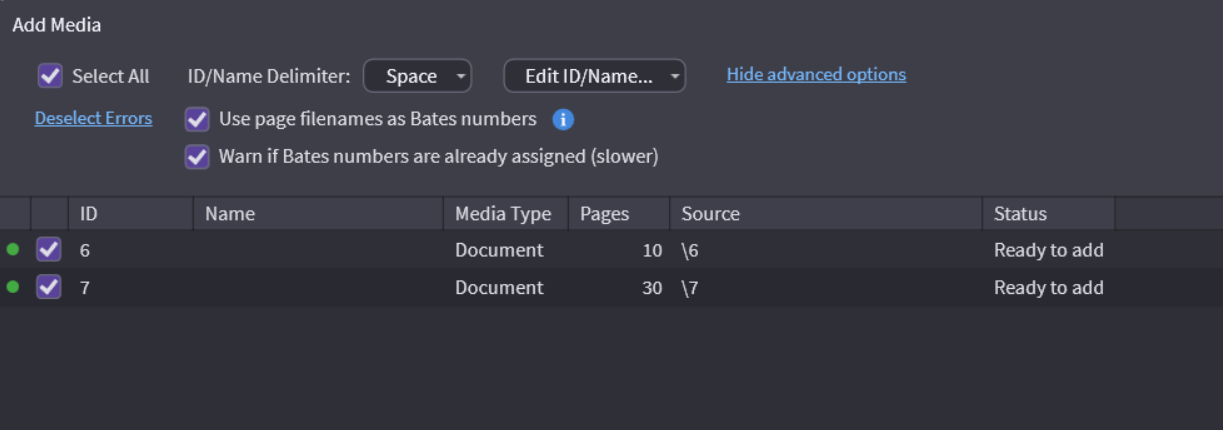 Add Media
Select All ID/Name Delimiter: Space Edit ID/Name... Hide advanced options
Deselect Errors Use page filenames as Bates numbers i
Warn if Bates numbers are already assigned (slower)
ID Name Media Type Pages Source Status
6 Document 10 \6 Ready to add
7 Document 30 \7 Ready to add